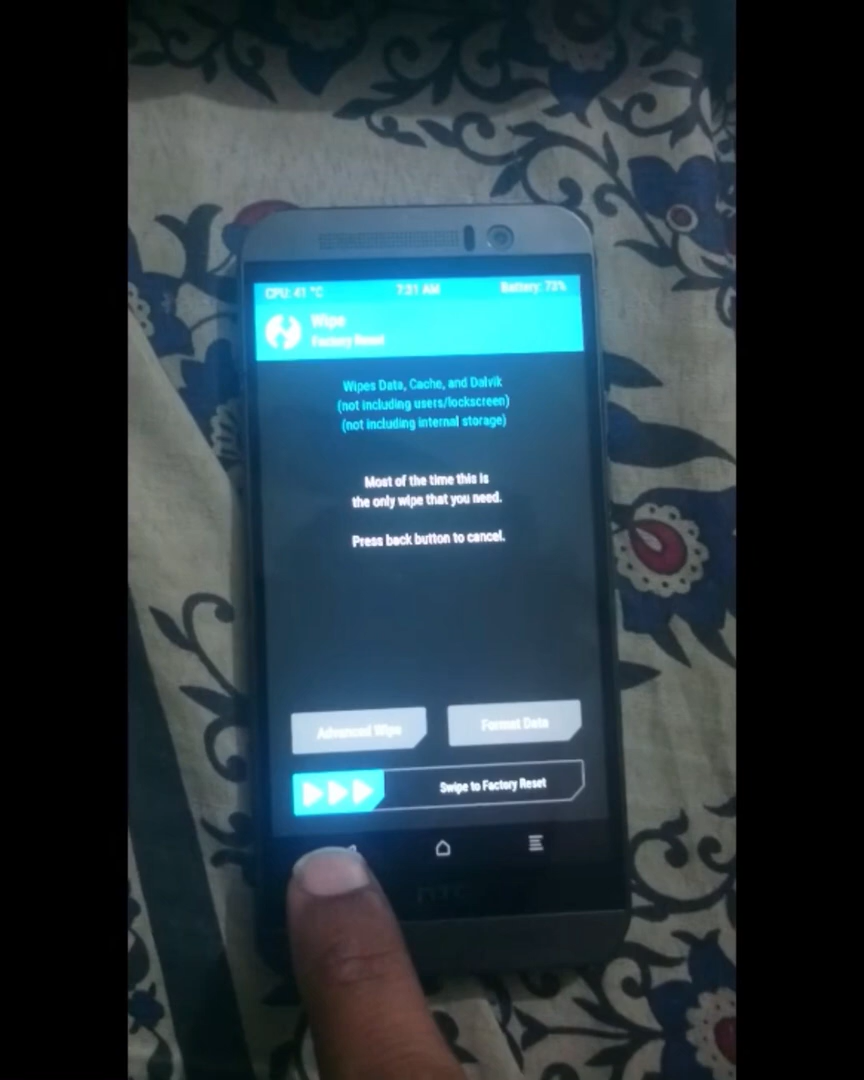 CPU: 41 °C 7:31 AM Battery: 73%
Wipe
Factory Reset
Wipes Data, Cache, and Dalvik
(not including users/lockscreen)
(not including internal storage)
Most of the time this is
the only wipe that you need.
Press back button to cancel.
Advanced Wipe Format Data
Swipe to Factory Reset
hTC